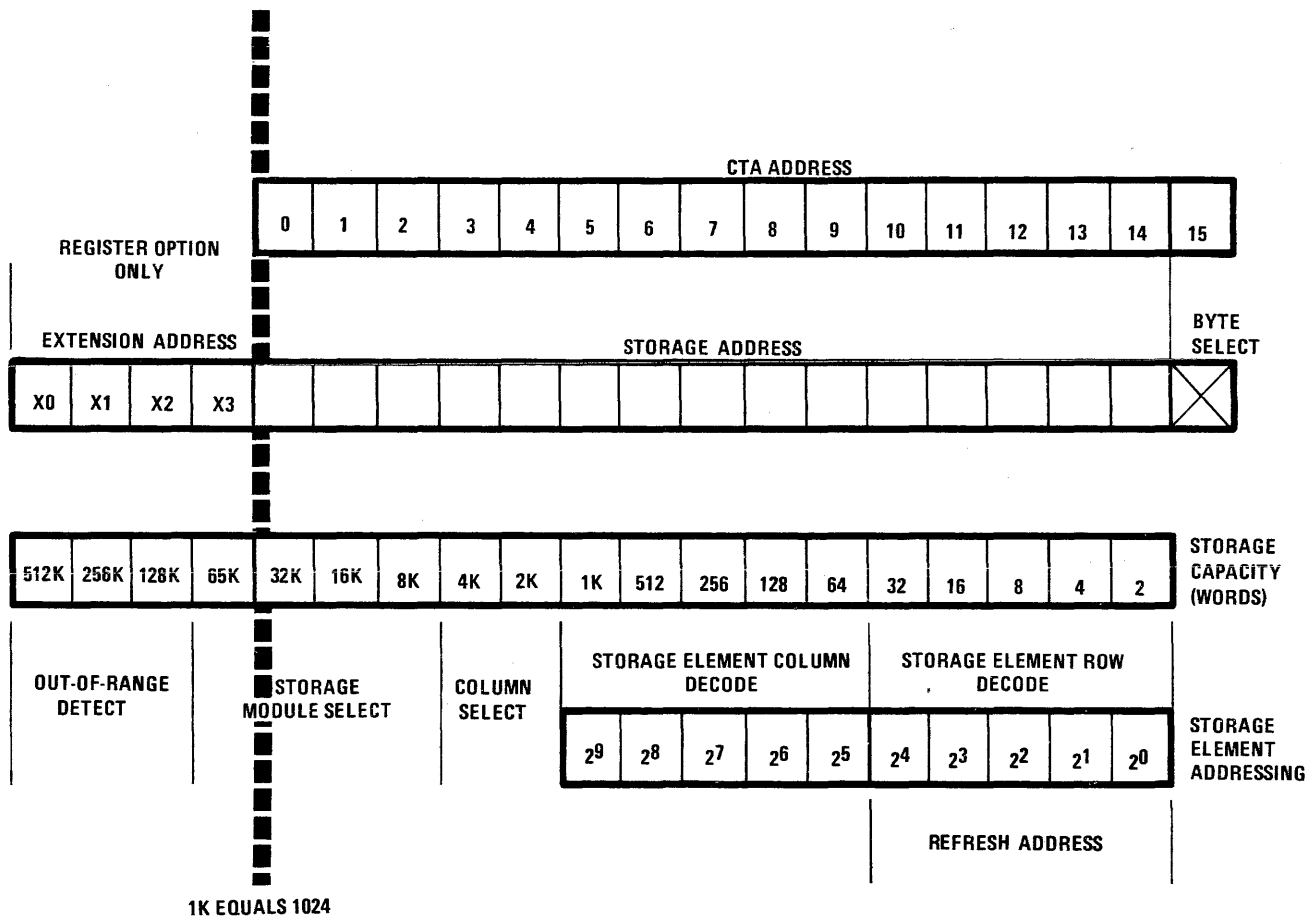 CTA ADDRESS
0 1 2 3 4 5 6 7 8 9 10 11 12 13 14 15
REGISTER OPTION
ONLY
EXTENSION ADDRESS
STORAGE ADDRESS
BYTE
SELECT
X0 X1 X2 X3
512K 256K 128K 65K 32K 16K 8K 4K 2K 1K 512 256 128 64 32 16 8 4 2
STORAGE
CAPACITY
(WORDS)
OUT-OF-RANGE
DETECT
STORAGE
MODULE SELECT
COLUMN
SELECT
STORAGE ELEMENT COLUMN
DECODE
STORAGE ELEMENT ROW
DECODE
2⁹ 2⁸ 2⁷ 2⁶ 2⁵ 2⁴ 2³ 2² 2¹ 2⁰
STORAGE
ELEMENT
ADDRESSING
REFRESH ADDRESS
1K EQUALS 1024